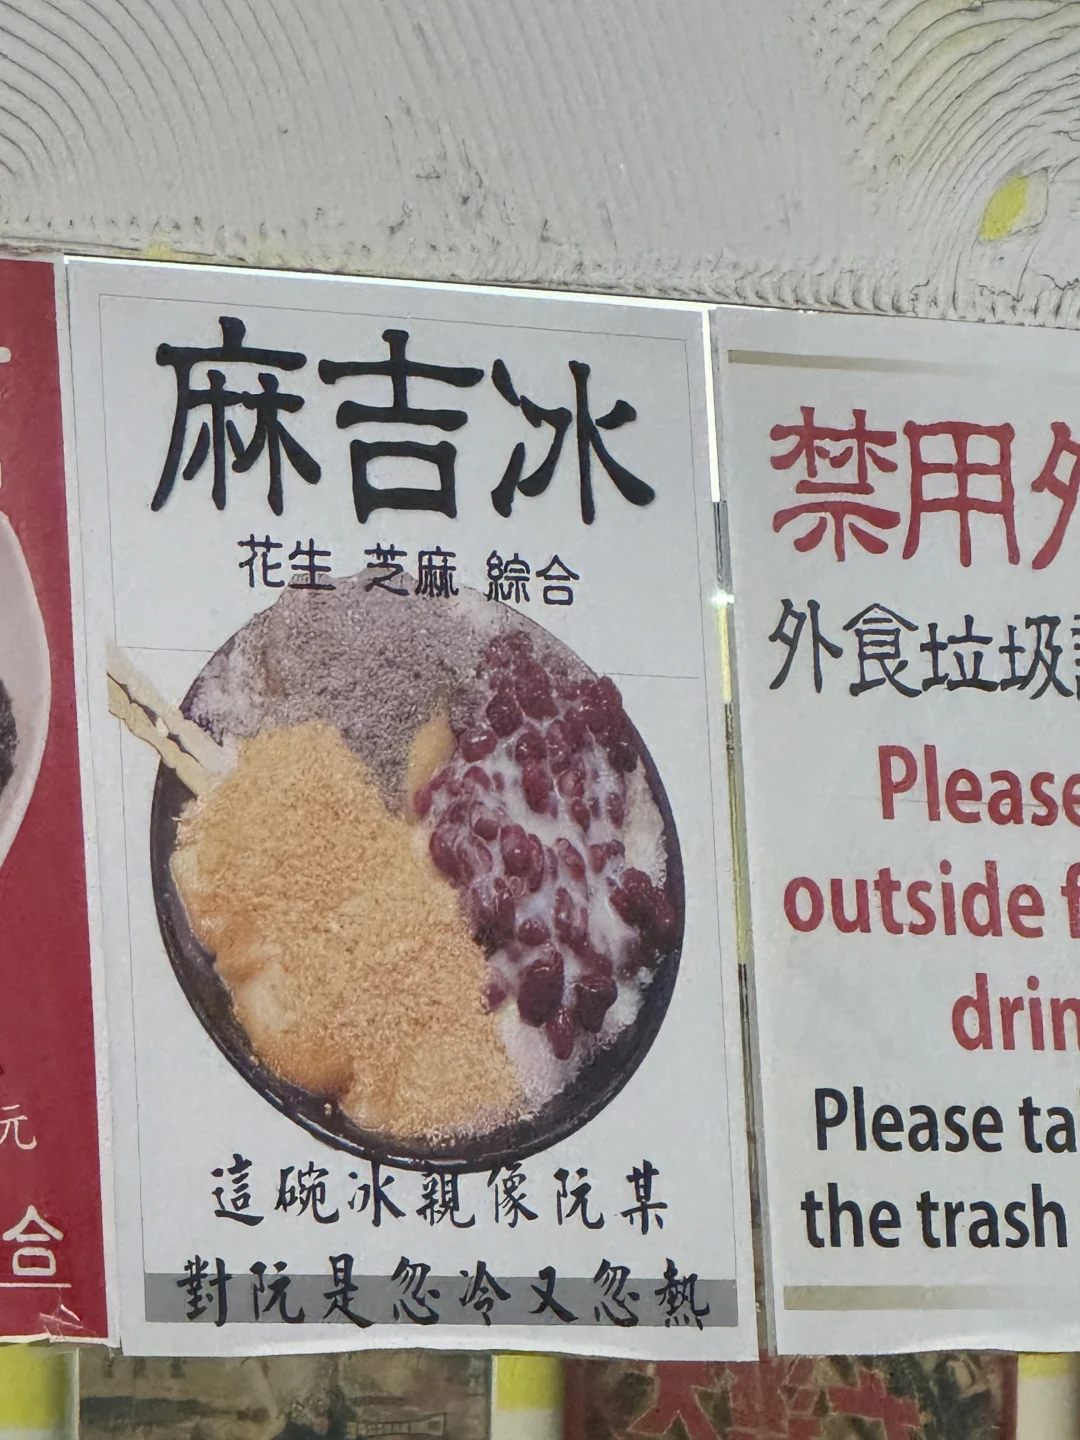 麻吉冰
花生 芝麻 綜合
這碗冰親像阮某
對阮是忽冷又忽熱
元
合
禁用外
外食垃圾
Please
outside
drin
Please ta
the trash